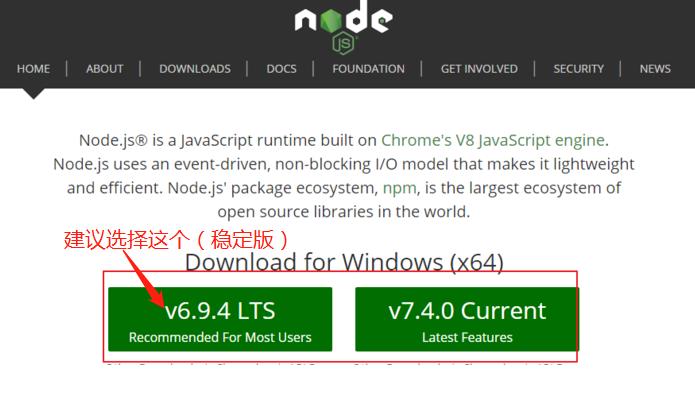 node
JS
HOME | ABOUT | DOWNLOADS | DOCS | FOUNDATION | GET INVOLVED | SECURITY | NEWS
Node.js® is a JavaScript runtime built on Chrome's V8 JavaScript engine.
Node.js uses an event-driven, non-blocking I/O model that makes it lightweight
and efficient. Node.js' package ecosystem, npm, is the largest ecosystem of
open source libraries in the world.
建议选择这个（稳定版）
Download for Windows (x64)
v6.9.4 LTS
Recommended For Most Users
v7.4.0 Current
Latest Features